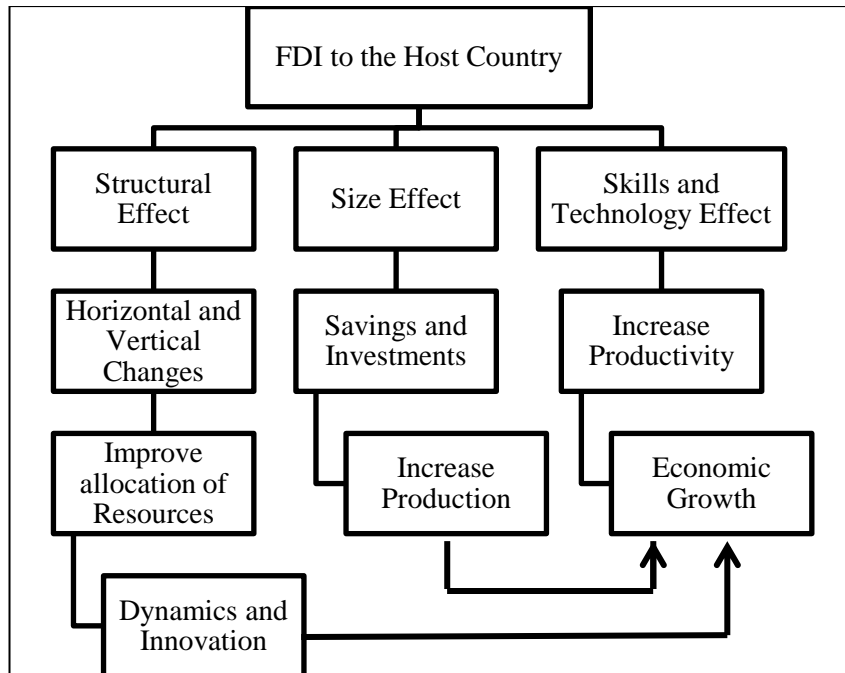 FDI to the Host Country
Structural
Effect
Size Effect
Skills and
Technology Effect
Horizontal and
Vertical
Changes
Savings and
Investments
Increase
Productivity
Improve
allocation of
Resources
Increase
Production
Economic
Growth
Dynamics and
Innovation